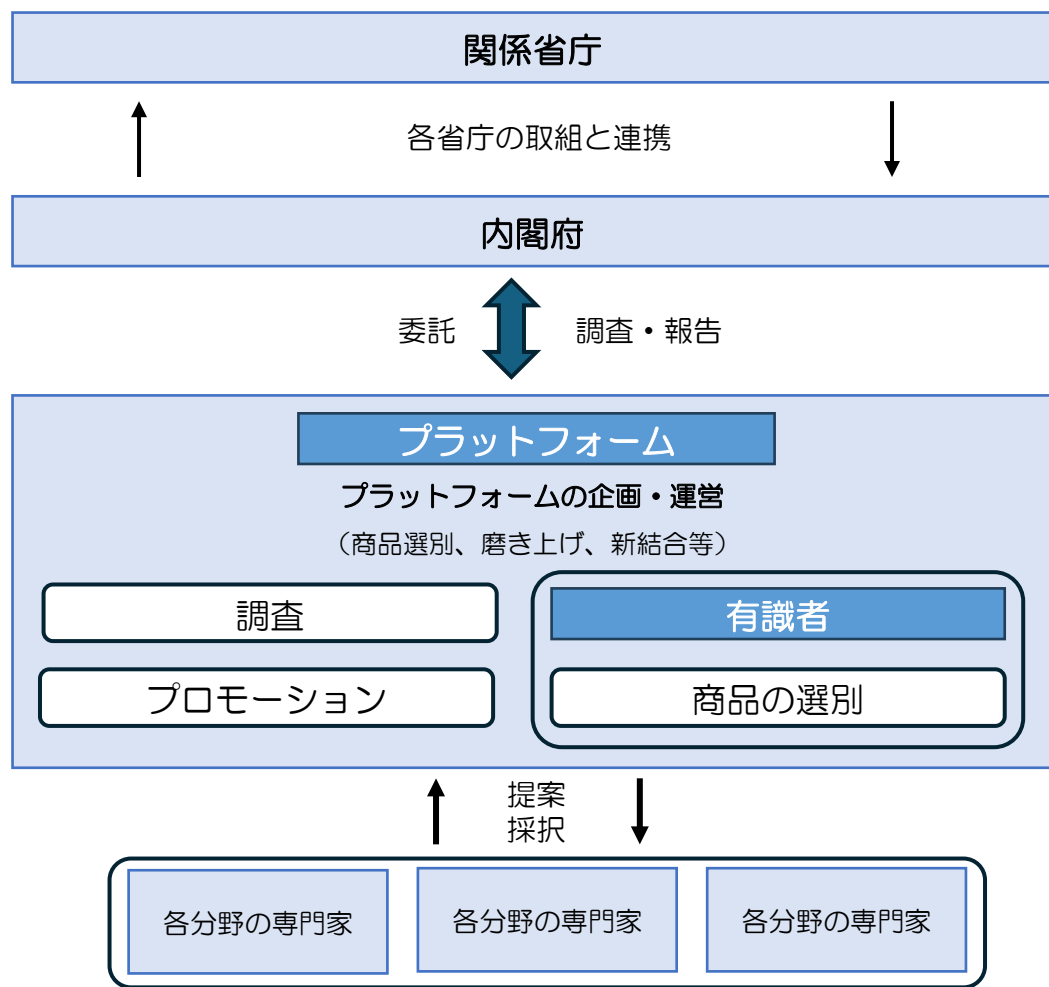 関係省庁
各省庁の取組と連携
内閣府
委託
調査・報告
プラットフォーム
プラットフォームの企画・運営
（商品選別、磨き上げ、新結合等）
調査
有識者
プロモーション
商品の選別
提案
採択
各分野の専門家
各分野の専門家
各分野の専門家